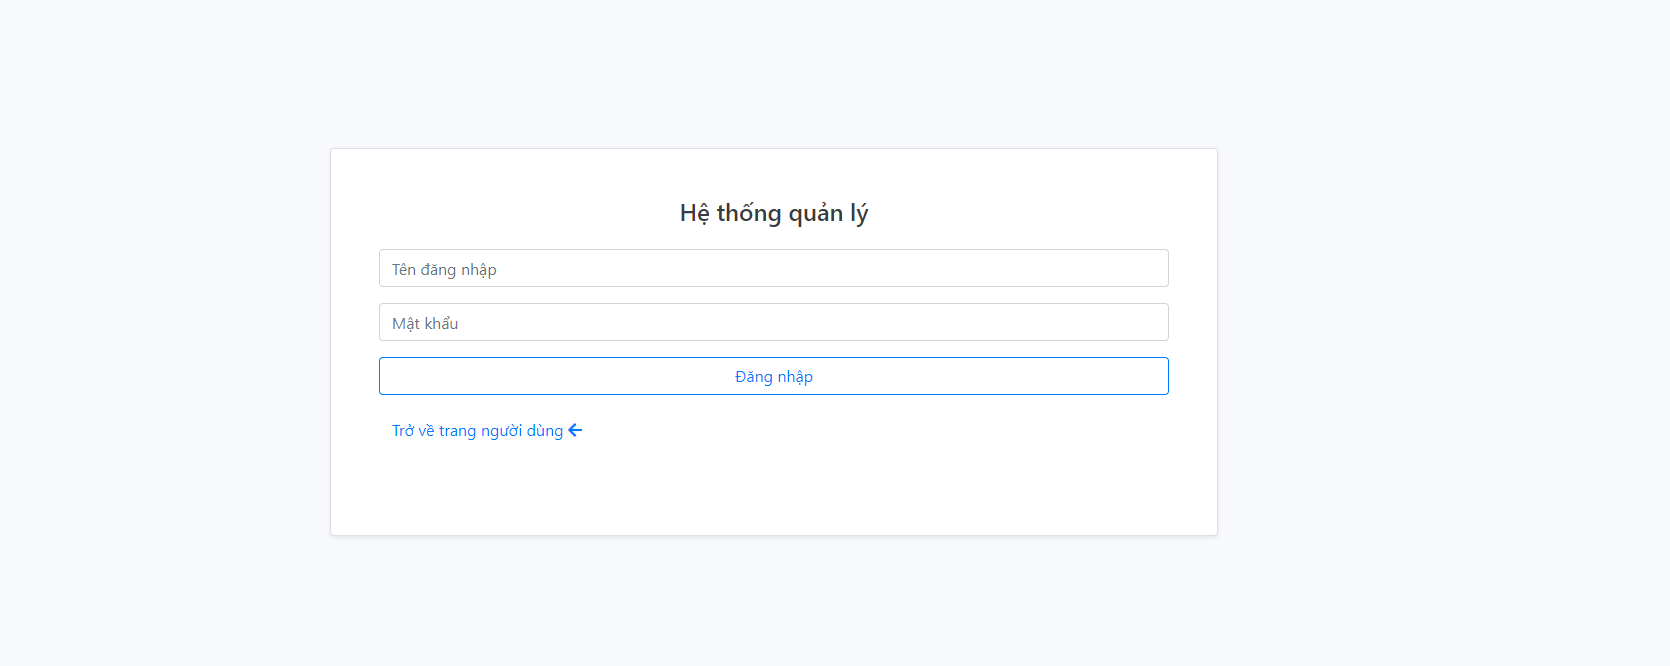 Hệ thống quản lý
Tên đăng nhập
Mật khẩu
Đăng nhập
Trở về trang người dùng